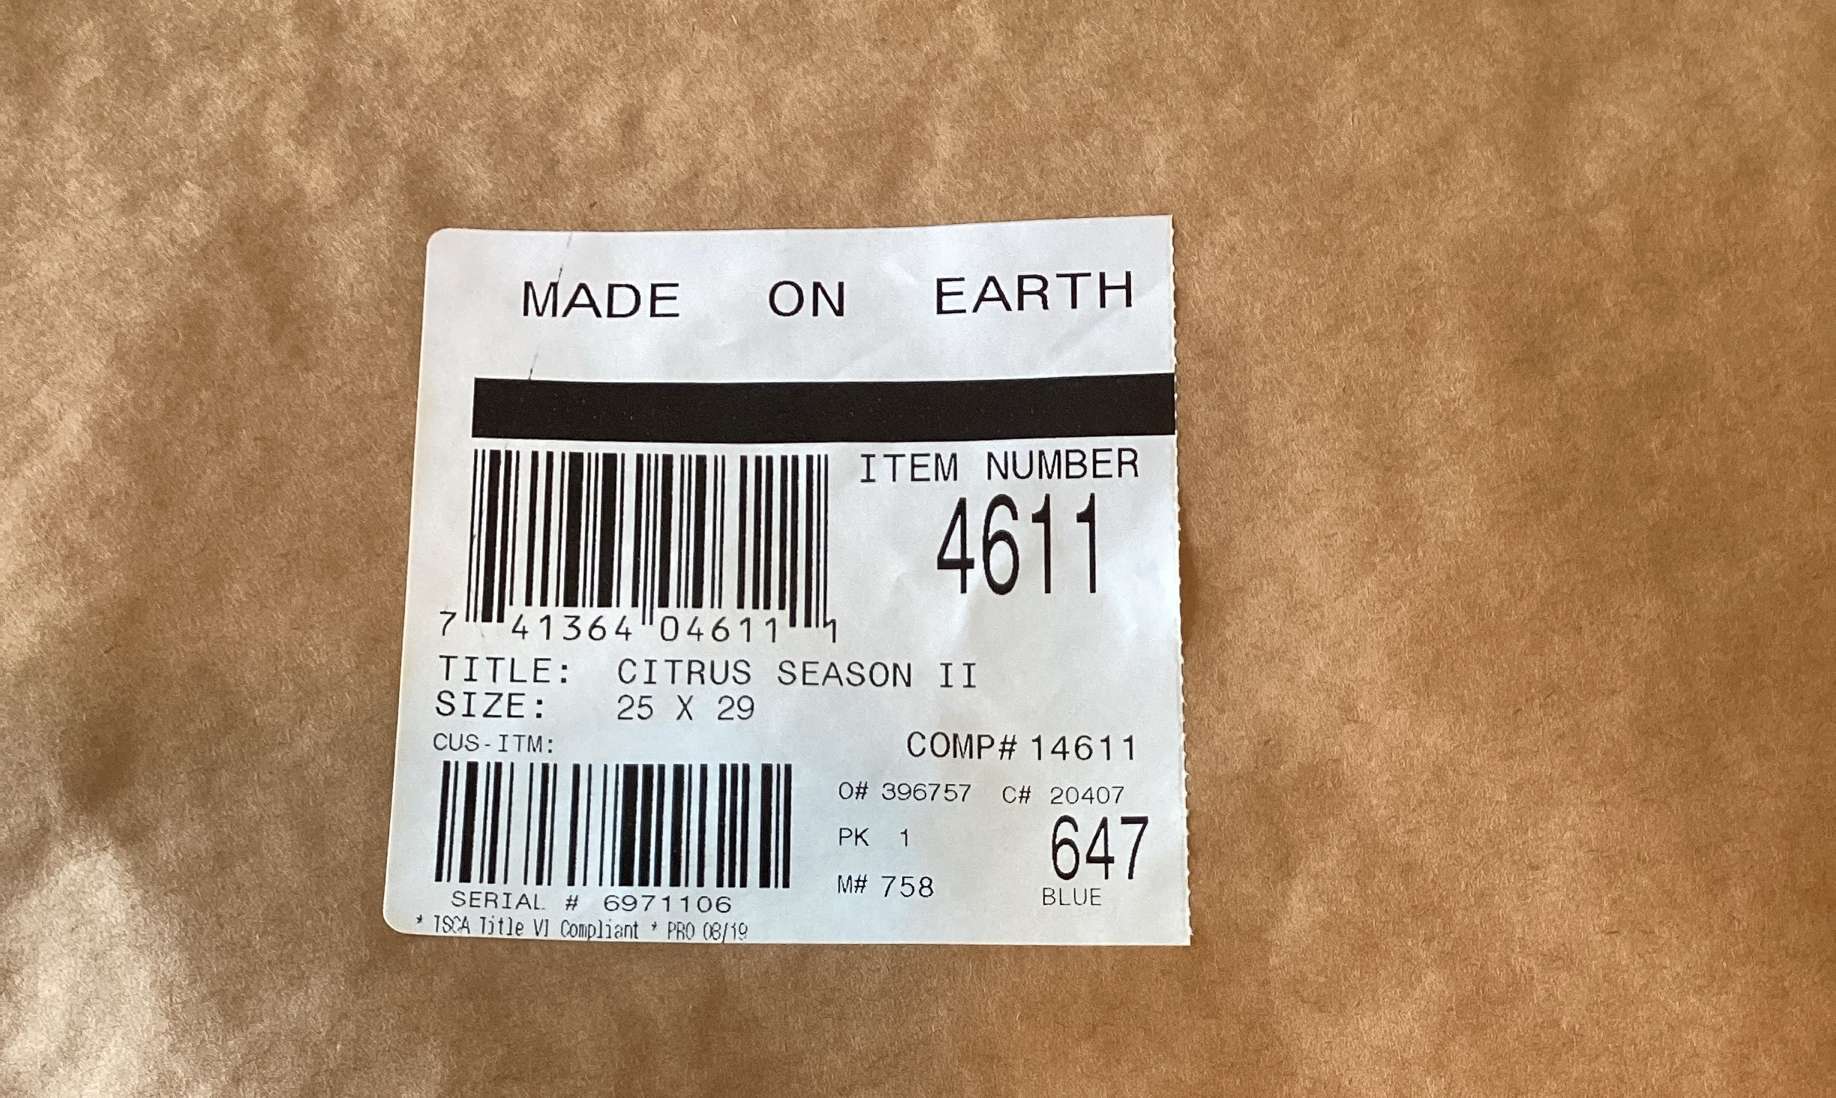 MADE ON EARTH
ITEM NUMBER
4611
7 41364 04611 1
TITLE: CITRUS SEASON II
SIZE: 25 X 29
CUS-ITM:
COMP# 14611
O# 396757 C# 20407
PK 1
647
M# 758
BLUE
SERIAL # 6971106
* TSCA Title VI Compliant * PRO 08/19